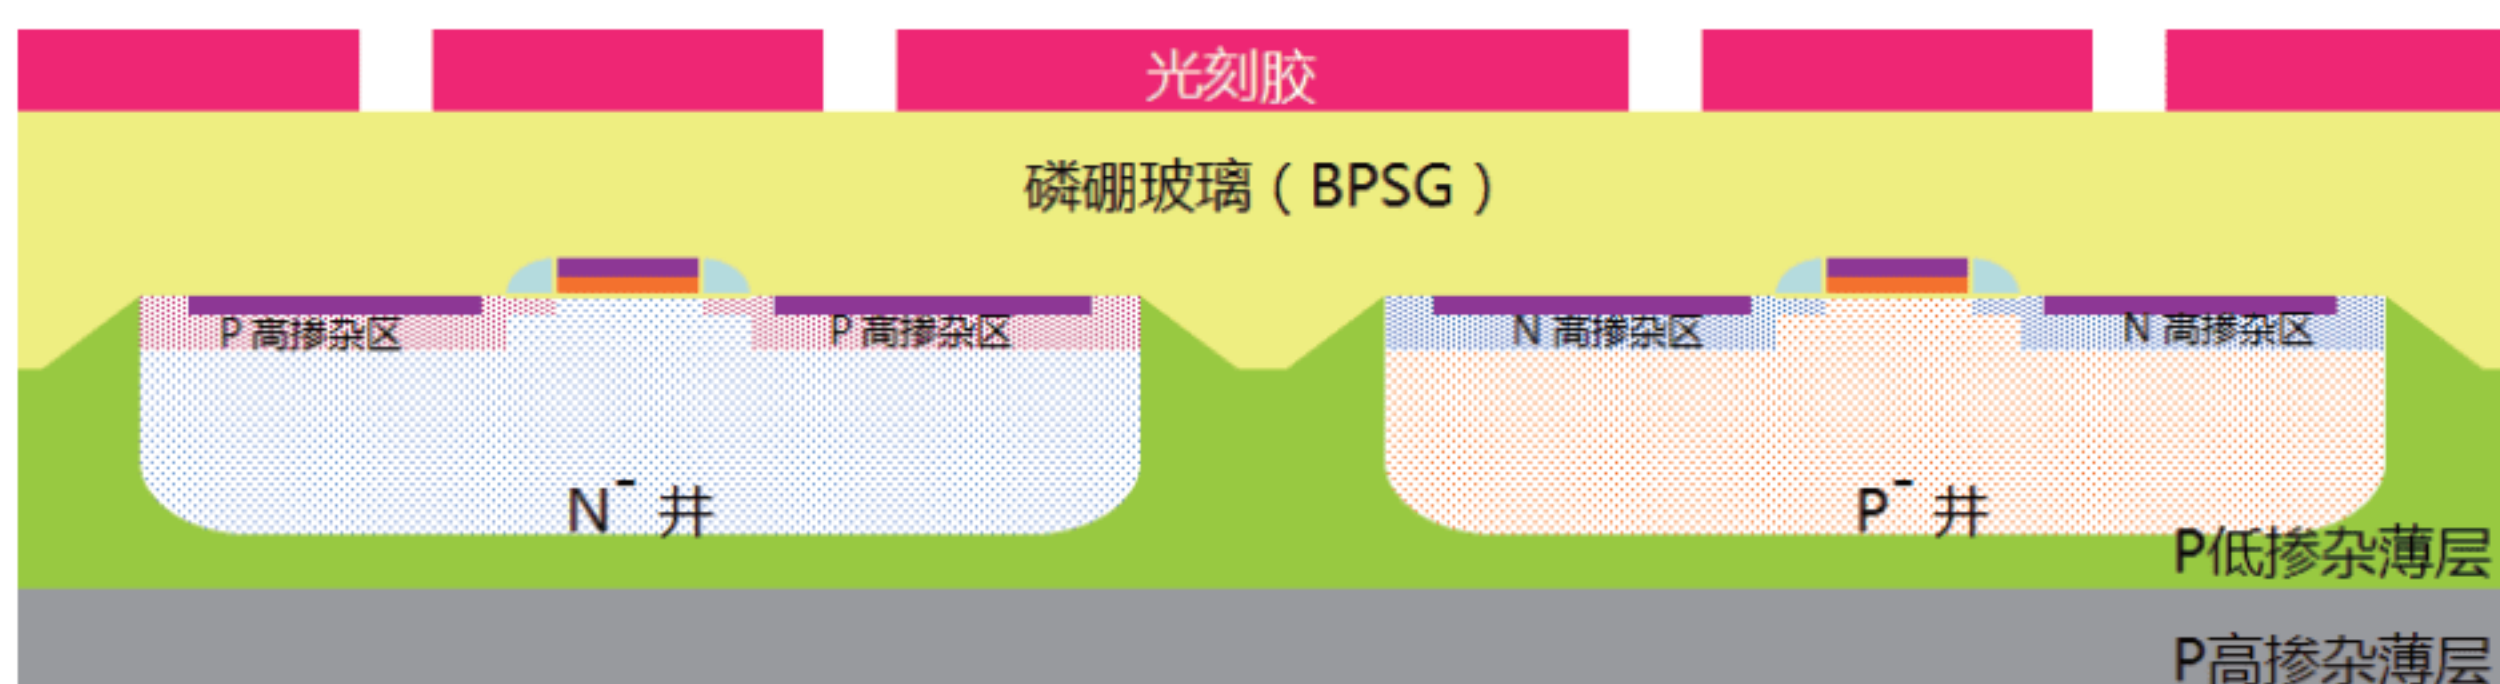 光刻胶
磷硼玻璃（BPSG）
P 高掺杂区
P 高掺杂区
N 高掺杂区
N 高掺杂区
N⁻ 井
P⁻ 井
P低掺杂薄层
P高掺杂薄层